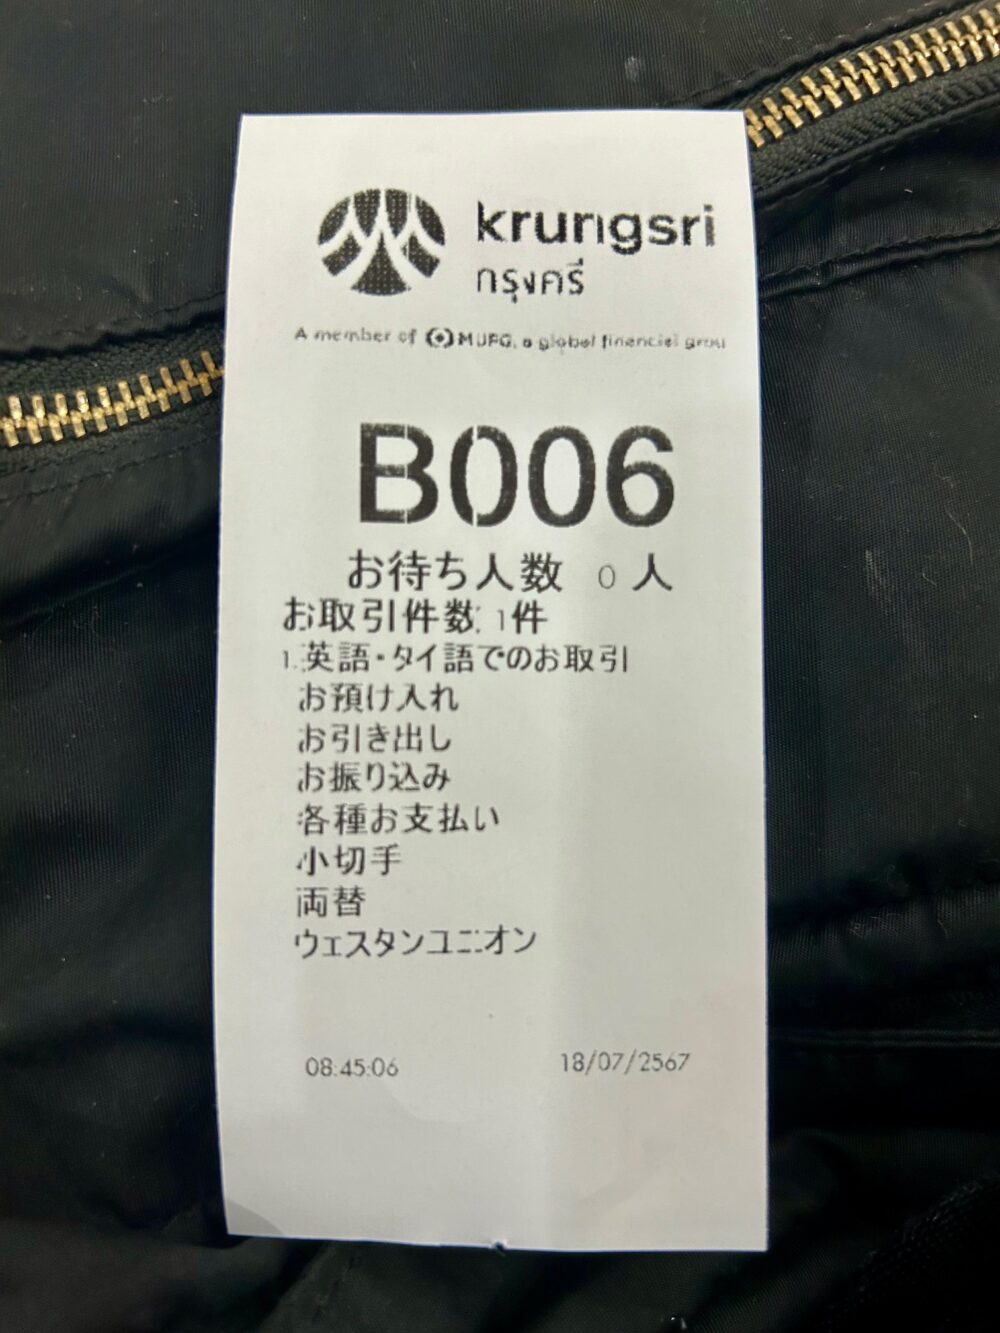 krungsri
กรุงศรี
A member of MUFG, a global financial grou
B006
お待ち人数 0 人
お取引件数: 1件
1.英語・タイ語でのお取引
お預け入れ
お引き出し
お振り込み
各種お支払い
小切手
両替
ウェスタンユニオン
08:45:06 18/07/2567